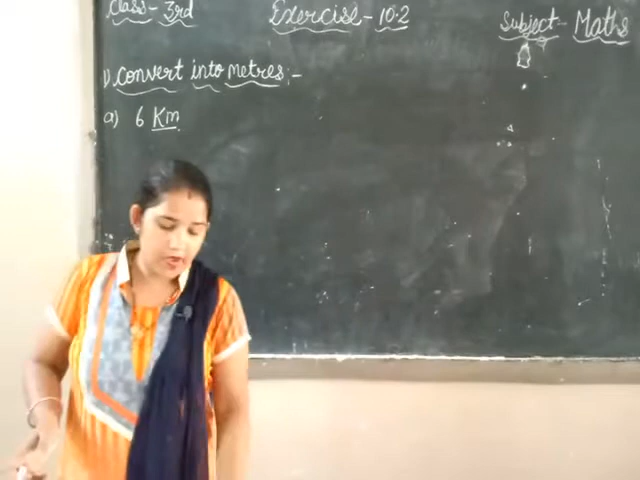 Class - 3rd Exercise - 10.2 Subject - Maths
1) Convert into metres :-
a) 6 Km